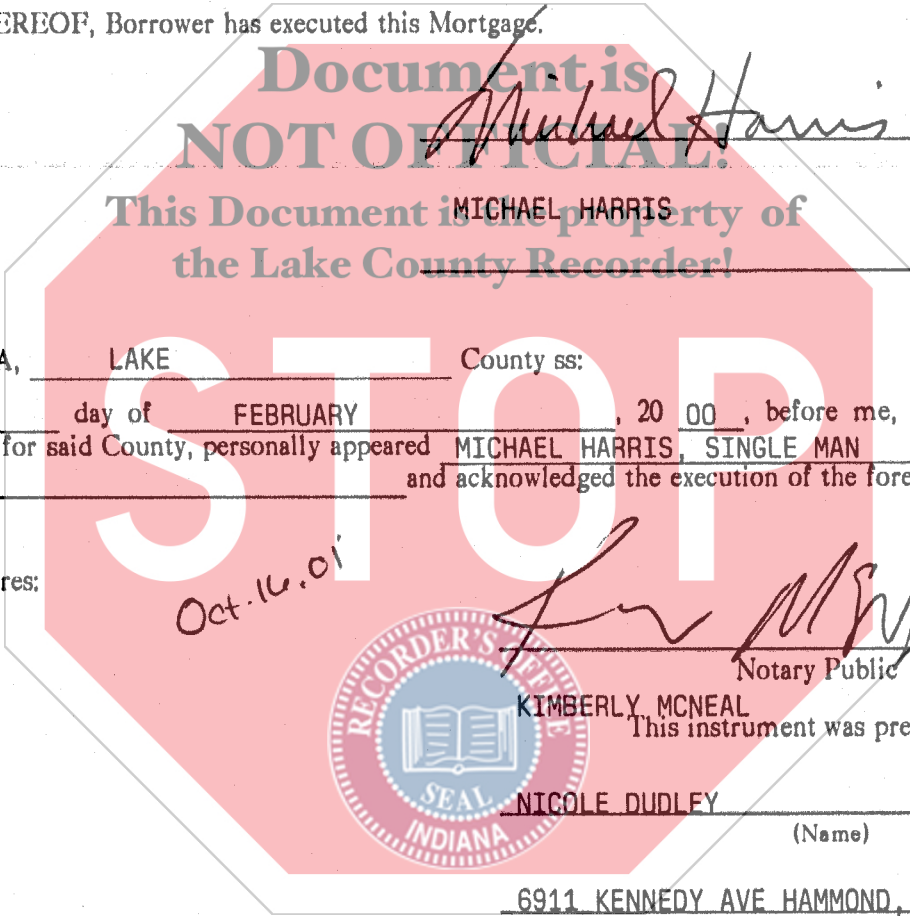 EREOF, Borrower has executed this Mortgage.
Document is
NOT OFFICIAL!
Michael Harris
This Document is the property of
MICHAEL HARRIS
the Lake County Recorder!
STOP
A, LAKE County ss:
day of FEBRUARY , 20 00 , before me,
for said County, personally appeared MICHAEL HARRIS, SINGLE MAN
and acknowledged the execution of the fore
res:
Oct. 16, 01
Notary Public
KIMBERLY MCNEAL
This instrument was pre
RECORDER'S OFFICE
SEAL
INDIANA
NICOLE DUDLEY
(Name)
6911 KENNEDY AVE HAMMOND,